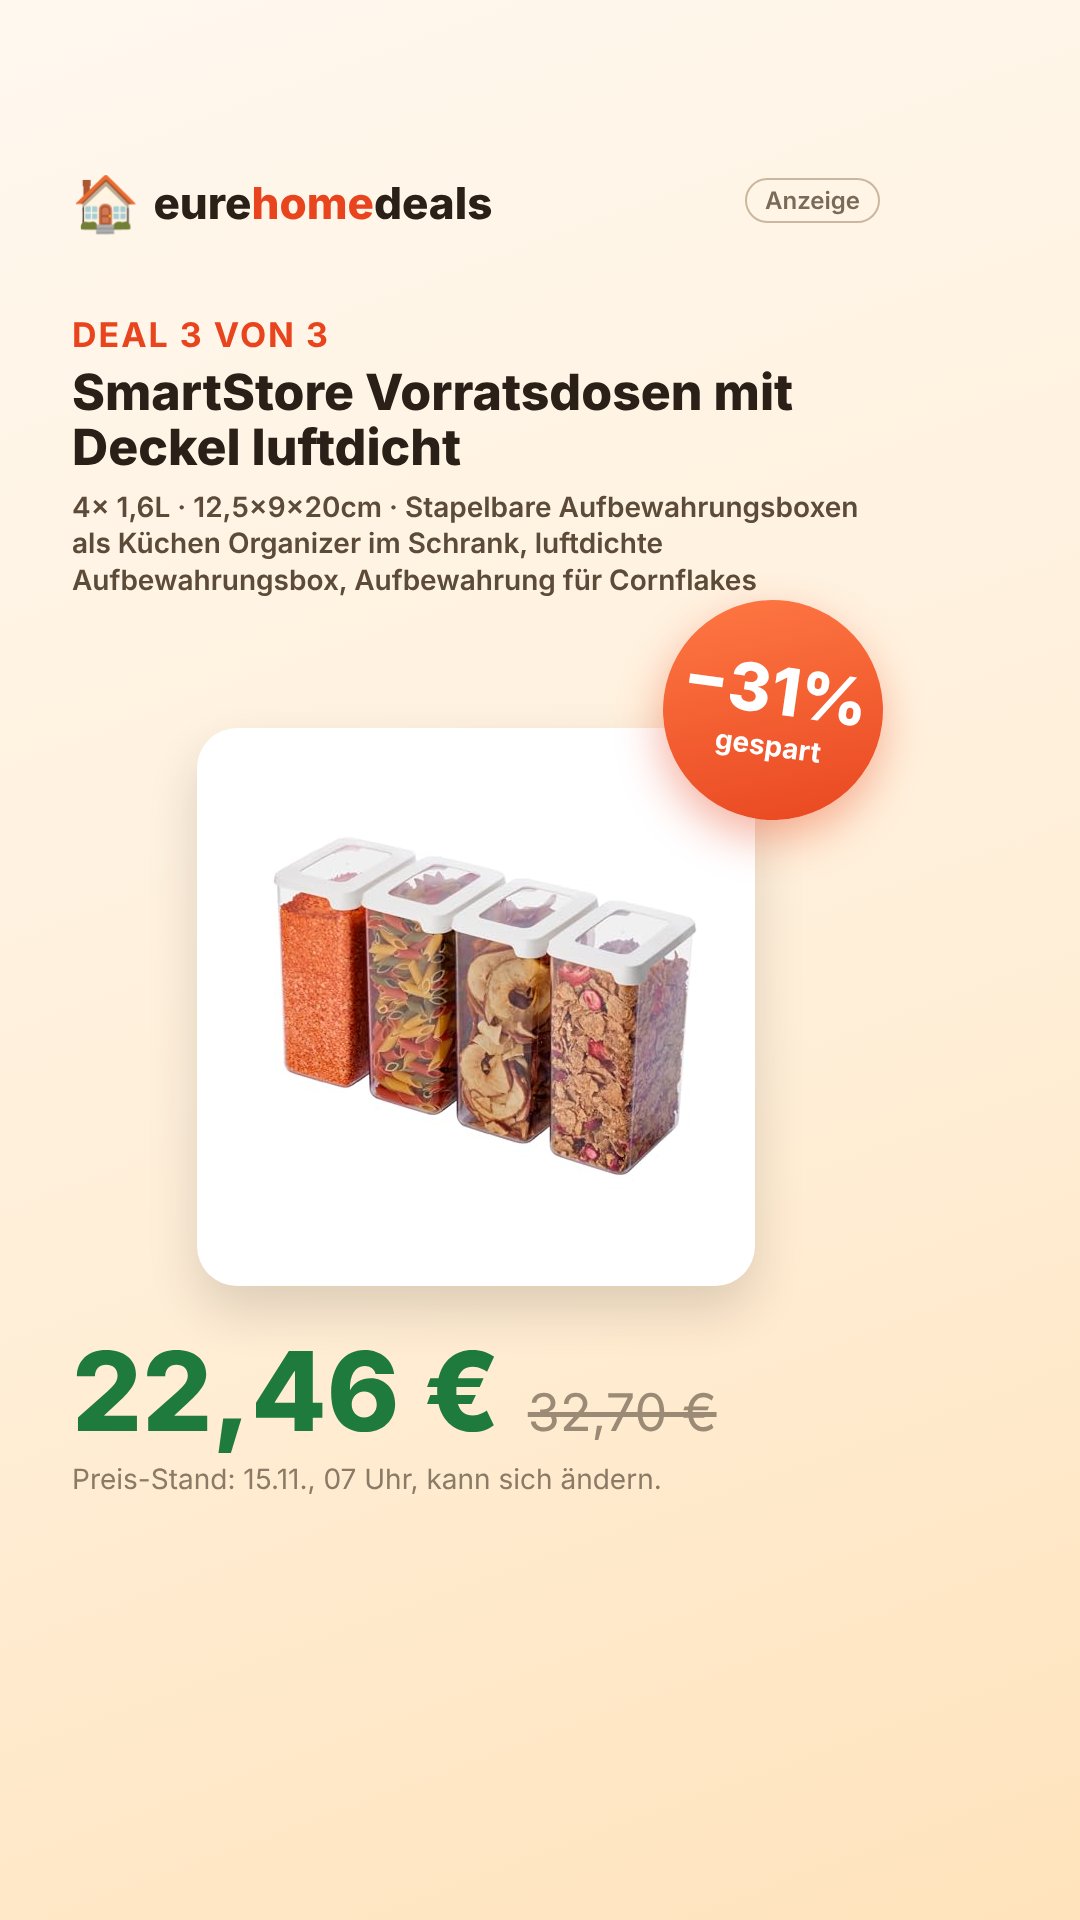 eurehomedeals
Anzeige
DEAL 3 VON 3
SmartStore Vorratsdosen mit
Deckel luftdicht
4× 1,6L · 12,5×9×20cm · Stapelbare Aufbewahrungsboxen
als Küchen Organizer im Schrank, luftdichte
Aufbewahrungsbox, Aufbewahrung für Cornflakes
−31%
gespart
22,46 € 32,70 €
Preis-Stand: 15.11., 07 Uhr, kann sich ändern.